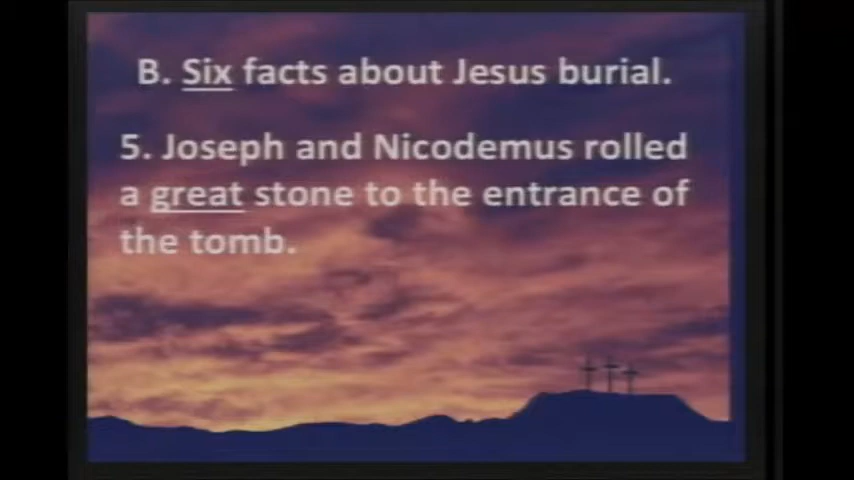 B. Six facts about Jesus burial.
5. Joseph and Nicodemus rolled
a great stone to the entrance of
the tomb.